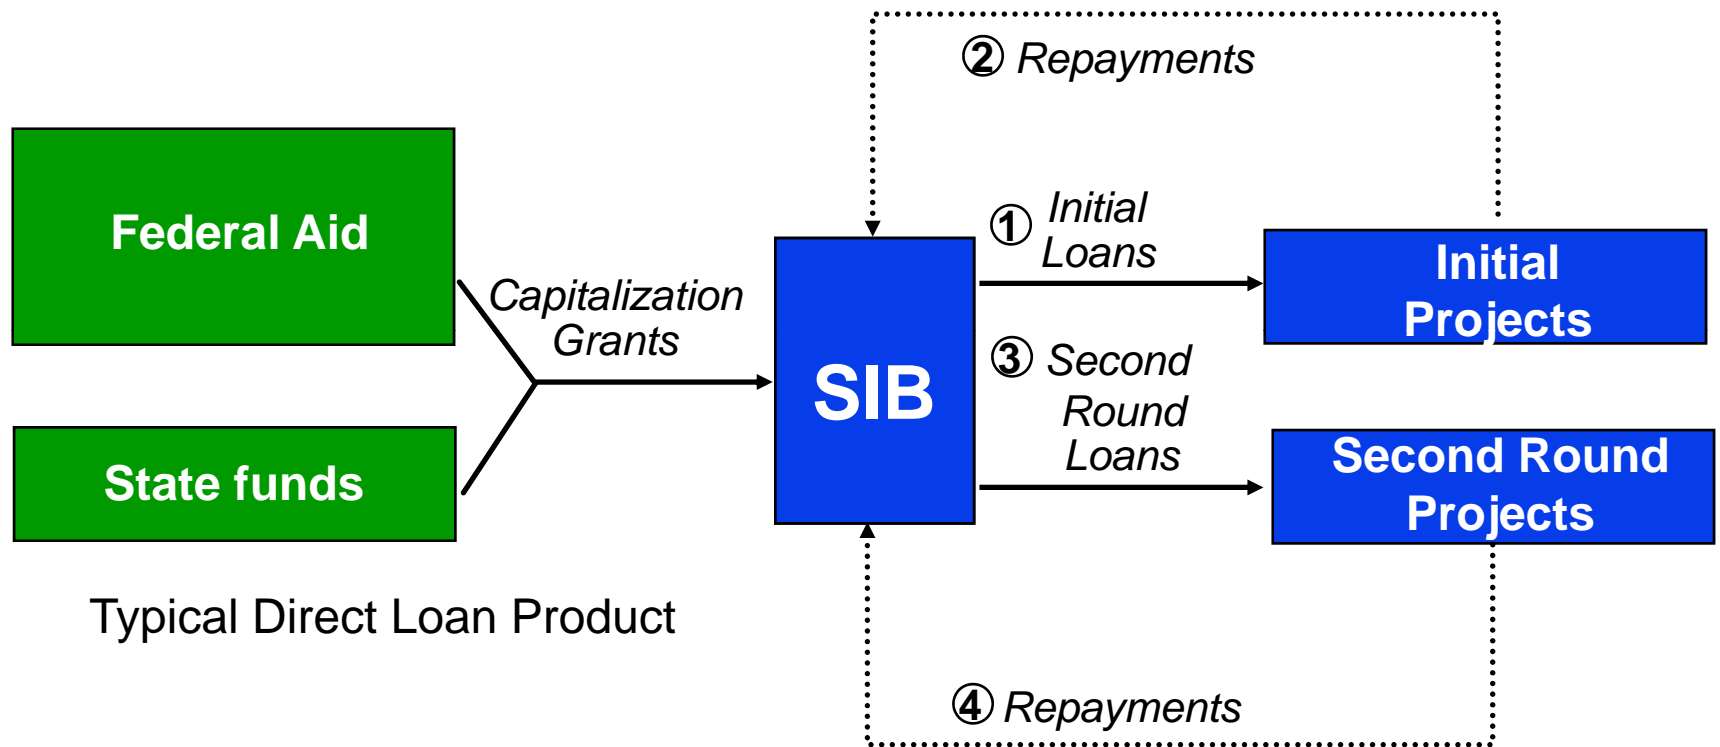 ② Repayments
Federal Aid
Capitalization
Grants
State funds
Typical Direct Loan Product
SIB
① Initial
Loans
Initial
Projects
③ Second
Round
Loans
Second Round
Projects
④ Repayments